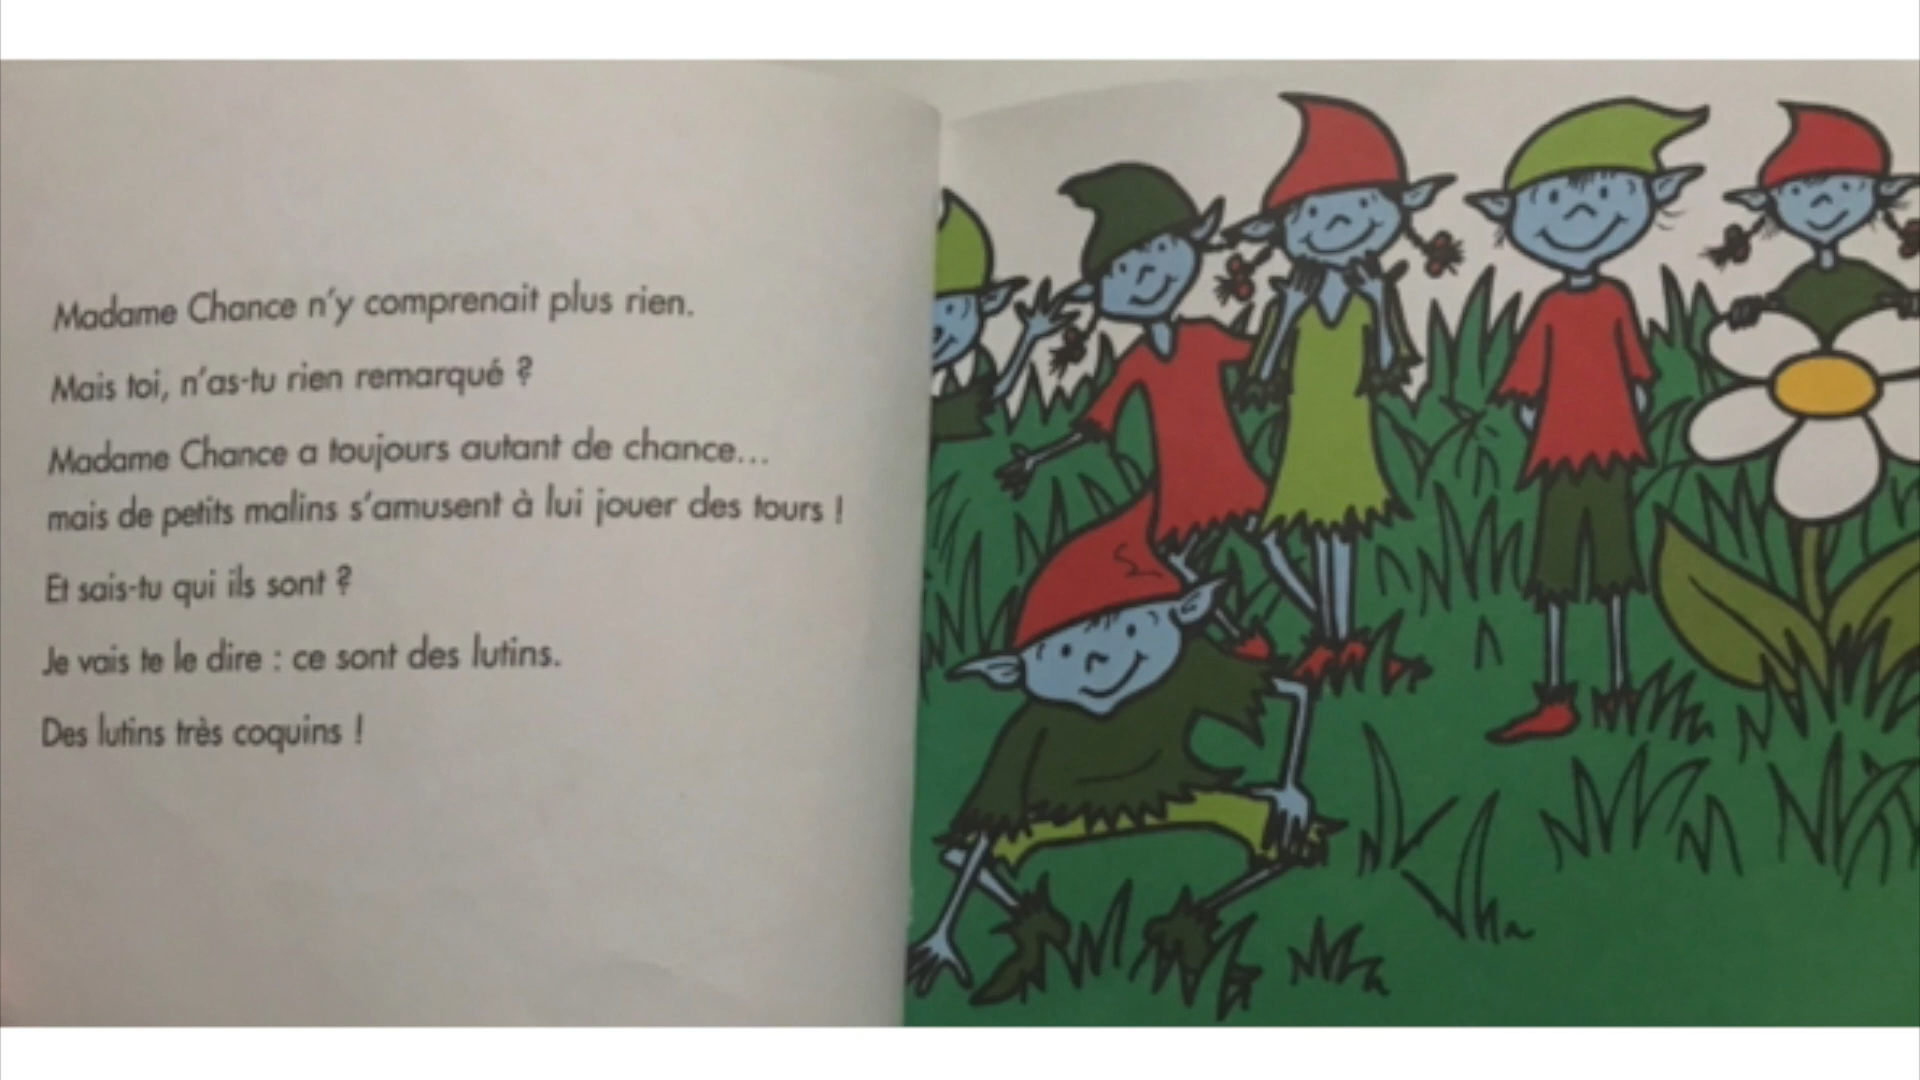 Madame Chance n'y comprenait plus rien.
Mais toi, n'as-tu rien remarqué ?
Madame Chance a toujours autant de chance...
mais de petits malins s'amusent à lui jouer des tours !
Et sais-tu qui ils sont ?
Je vais te le dire : ce sont des lutins.
Des lutins très coquins !